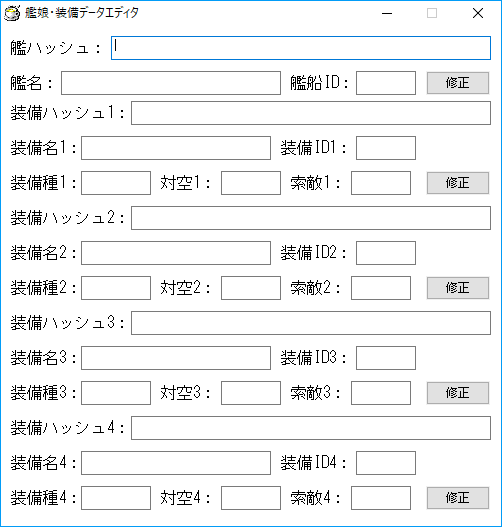 艦娘・装備データエディタ
艦ハッシュ：
艦名： 艦船ID： 修正
装備ハッシュ1：
装備名1： 装備ID1：
装備種1： 対空1： 索敵1： 修正
装備ハッシュ2：
装備名2： 装備ID2：
装備種2： 対空2： 索敵2： 修正
装備ハッシュ3：
装備名3： 装備ID3：
装備種3： 対空3： 索敵3： 修正
装備ハッシュ4：
装備名4： 装備ID4：
装備種4： 対空4： 索敵4： 修正